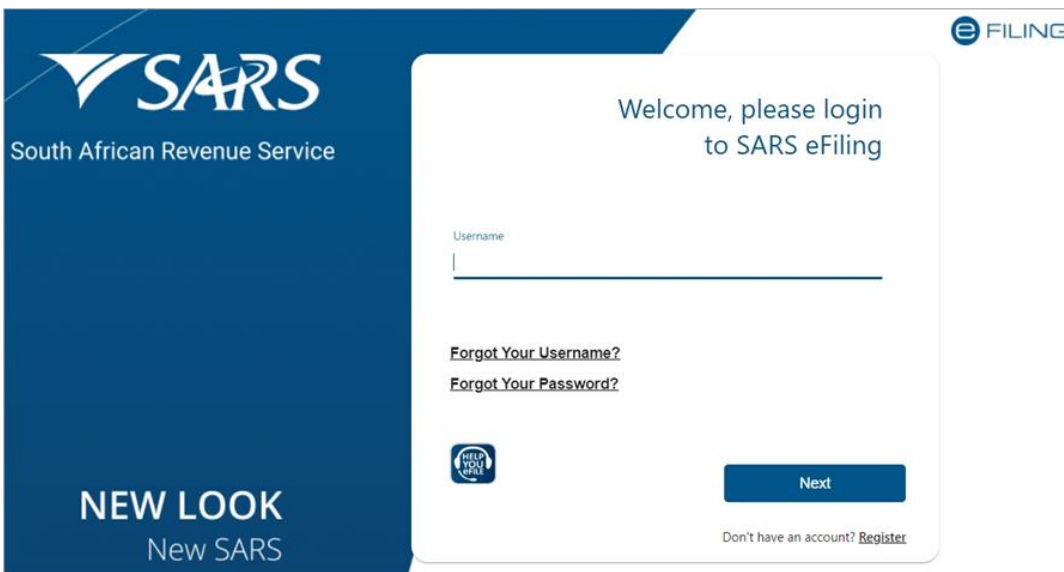 SARS
South African Revenue Service
NEW LOOK
New SARS
e FILING
Welcome, please login
to SARS eFiling
Username
Forgot Your Username?
Forgot Your Password?
HELP
YOU
eFILE
Next
Don't have an account? Register